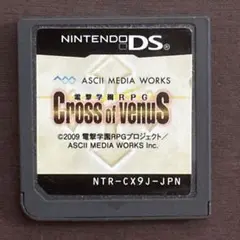 NINTENDO DS
ASCII MEDIA WORKS
電撃学園RPG
Cross of Venus
©2009 電撃学園RPGプロジェクト／
ASCII MEDIA WORKS Inc.
NTR-CX9J-JPN